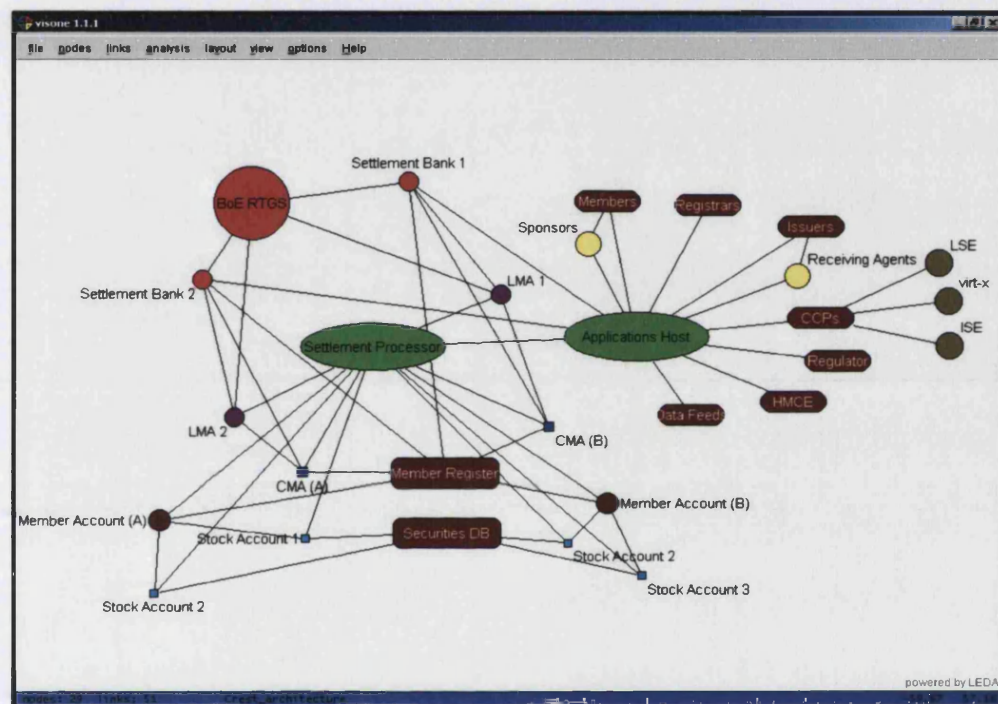 visone 1.1.1
file nodes links analysis layout view options Help
Settlement Bank 1
BoE RTGS
Members
Registrars
Sponsors
Issuers
LSE
Receiving Agents
Settlement Bank 2
LMA 1
virt-x
CCPs
Applications Host
Settlement Processor
ISE
Regulator
HMCE
Data Feeds
LMA 2
CMA (B)
Member Register
CMA (A)
Member Account (B)
Member Account (A)
Securities DB
Stock Account 1
Stock Account 2
Stock Account 3
Stock Account 2
powered by LEDA